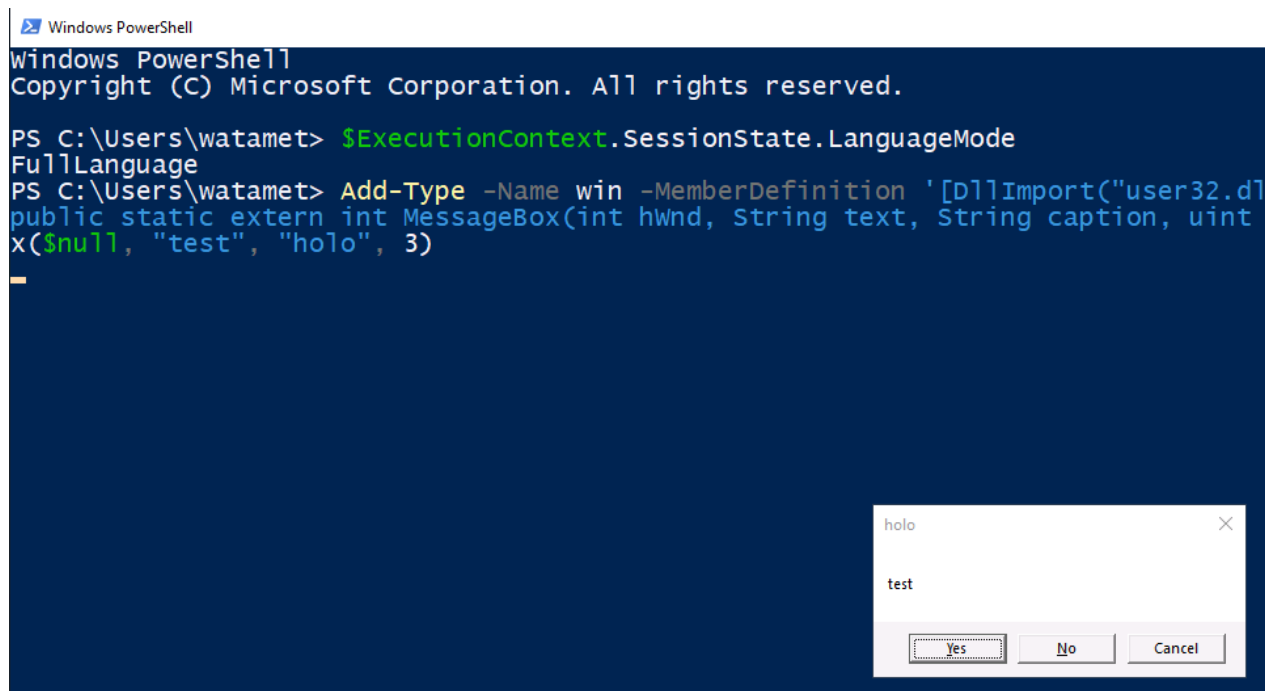 Windows PowerShell
Windows PowerShell
Copyright (C) Microsoft Corporation. All rights reserved.
PS C:\Users\watamet> $ExecutionContext.SessionState.LanguageMode
FullLanguage
PS C:\Users\watamet> Add-Type -Name win -MemberDefinition '[DllImport("user32.dl
public static extern int MessageBox(int hWnd, String text, String caption, uint
x($null, "test", "holo", 3)
holo
test
Yes No Cancel